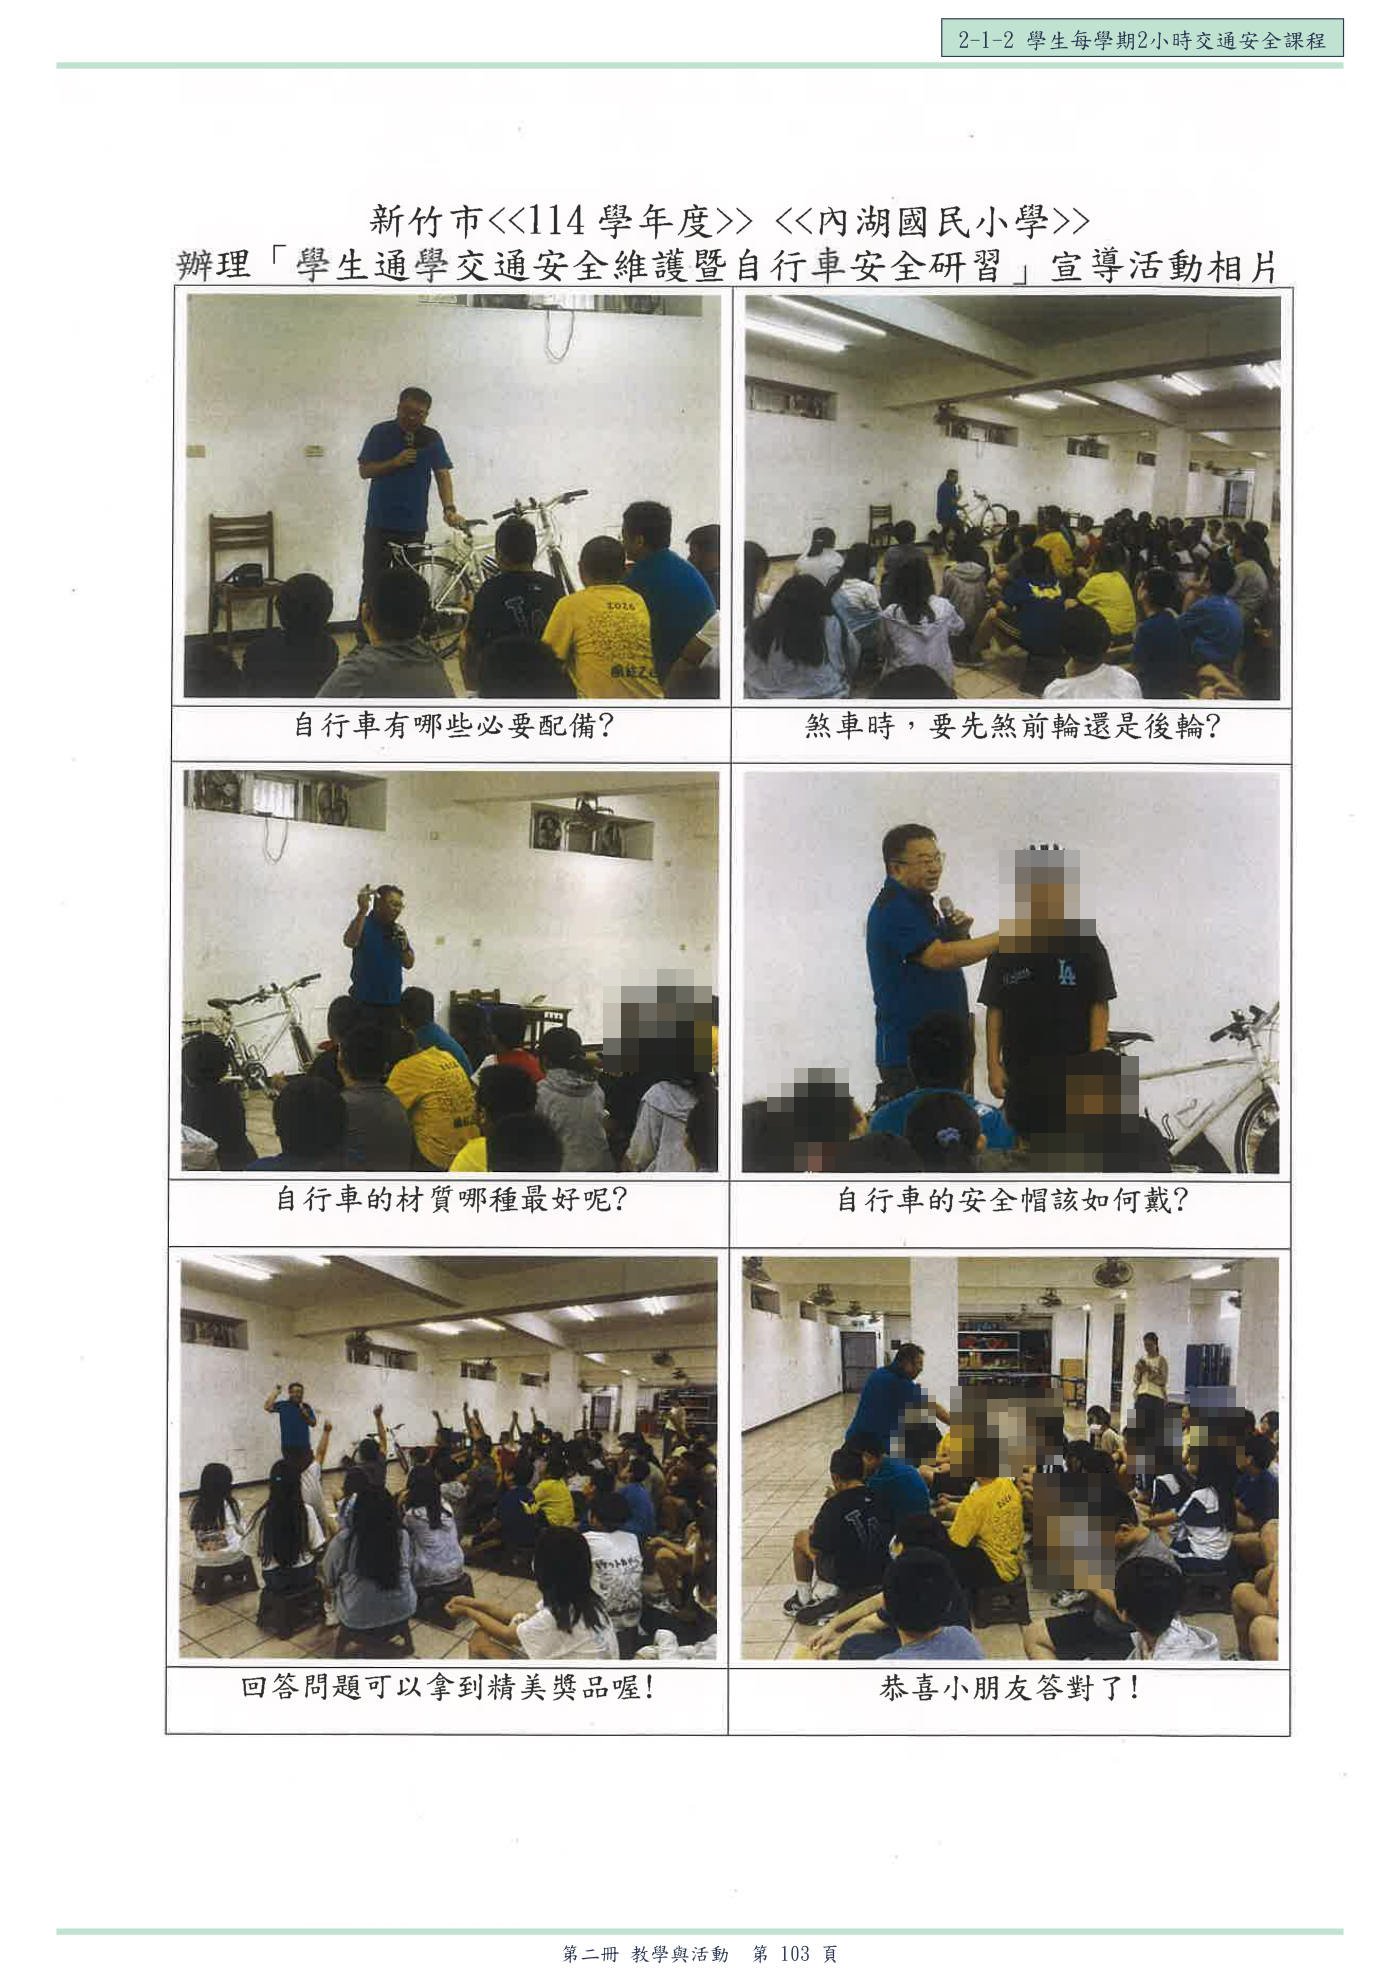 2-1-2 學生每學期2小時交通安全課程
新竹市<<114 學年度>> <<內湖國民小學>>
辦理「學生通學交通安全維護暨自行車安全研習」宣導活動相片
2026
自行車有哪些必要配備?
煞車時，要先煞前輪還是後輪?
LA
自行車的材質哪種最好呢?
自行車的安全帽該如何戴?
回答問題可以拿到精美獎品喔!
恭喜小朋友答對了!
第二冊 教學與活動 第 103 頁